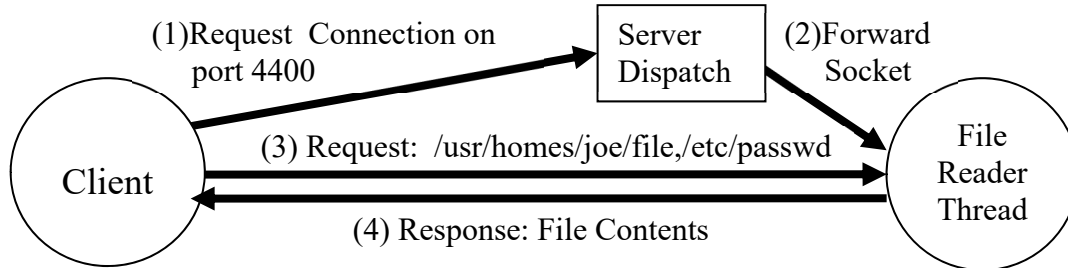 (1)Request Connection on
port 4400
Server
Dispatch
(2)Forward
Socket
Client
(3) Request: /usr/homes/joe/file,/etc/passwd
(4) Response: File Contents
File
Reader
Thread